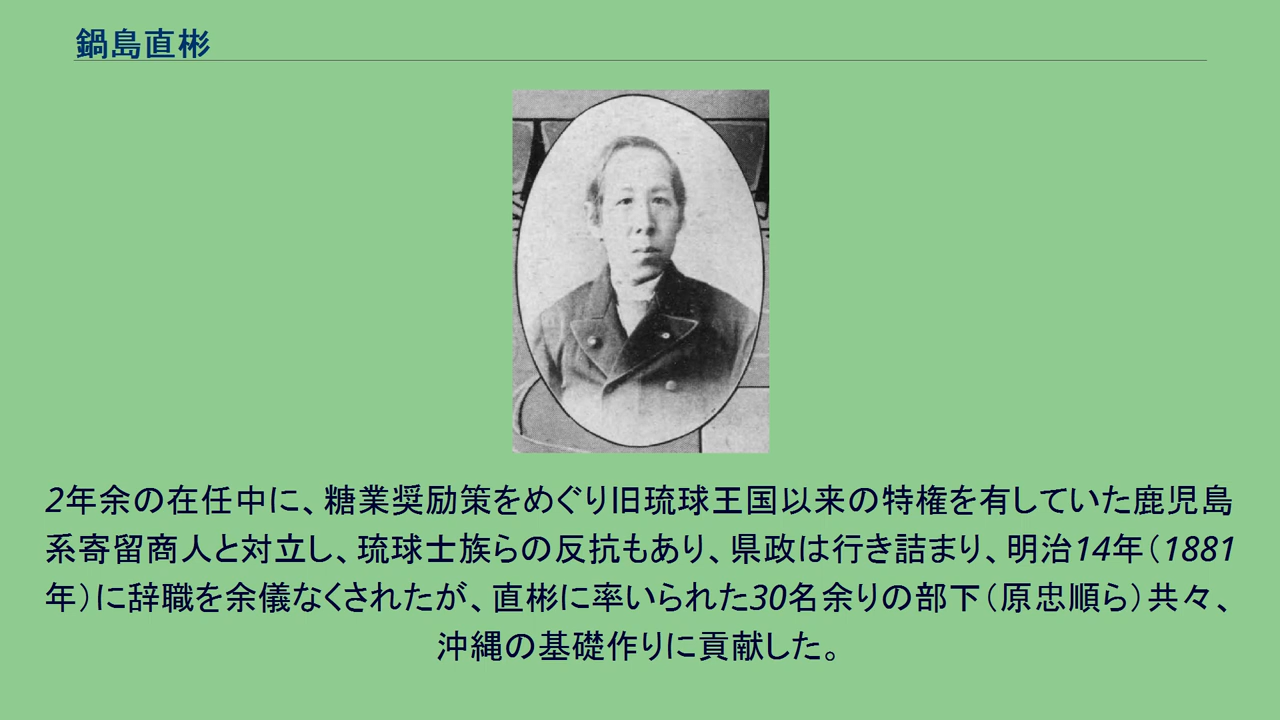 鍋島直彬
2年余の在任中に、糖業奨励策をめぐり旧琉球王国以来の特権を有していた鹿児島
系寄留商人と対立し、琉球士族らの反抗もあり、県政は行き詰まり、明治14年（1881
年）に辞職を余儀なくされたが、直彬に率いられた30名余りの部下（原忠順ら）共々、
沖縄の基礎作りに貢献した。